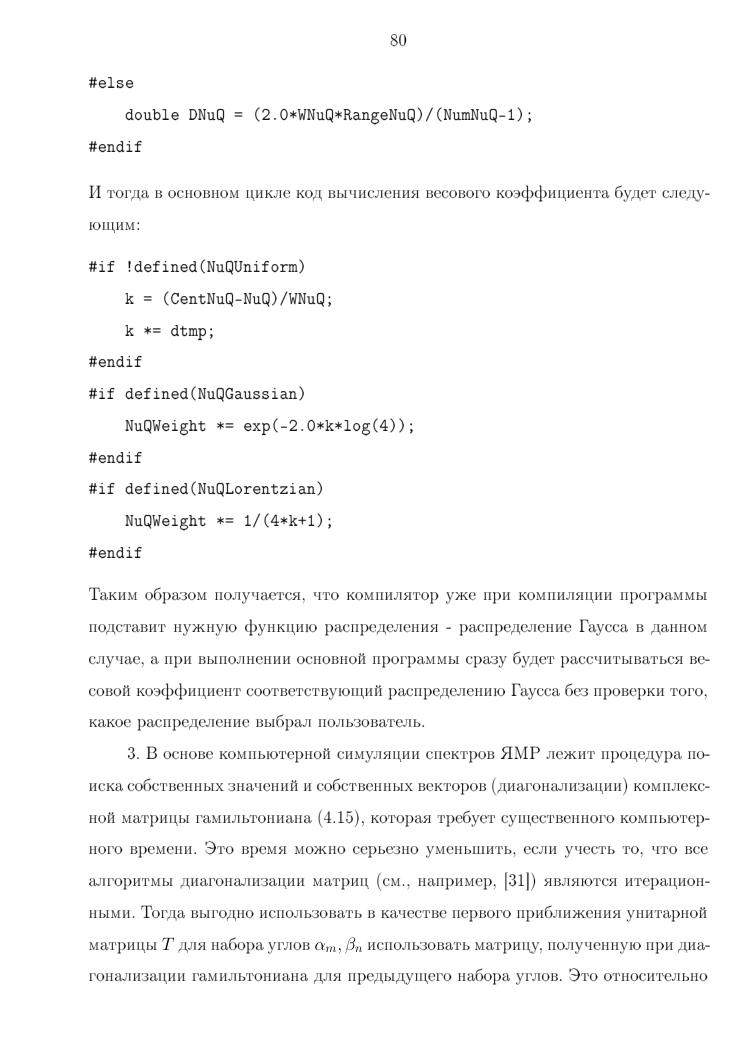 80
#else
    double DNuQ = (2.0*WNuQ*RangeNuQ)/(NumNuQ-1);
#endif
И тогда в основном цикле код вычисления весового коэффициента будет следу-
ющим:
#if !defined(NuQUniform)
    k = (CentNuQ-NuQ)/WNuQ;
    k *= dtmp;
#endif
#if defined(NuQGaussian)
    NuQWeight *= exp(-2.0*k*log(4));
#endif
#if defined(NuQLorentzian)
    NuQWeight *= 1/(4*k+1);
#endif
Таким образом получается, что компилятор уже при компиляции программы
подставит нужную функцию распределения - распределение Гаусса в данном
случае, а при выполнении основной программы сразу будет рассчитываться ве-
совой коэффициент соответствующий распределению Гаусса без проверки того,
какое распределение выбрал пользователь.
3. В основе компьютерной симуляции спектров ЯМР лежит процедура по-
иска собственных значений и собственных векторов (диагонализации) комплекс-
ной матрицы гамильтониана (4.15), которая требует существенного компьютер-
ного времени. Это время можно серьезно уменьшить, если учесть то, что все
алгоритмы диагонализации матриц (см., например, [31]) являются итерацион-
ными. Тогда выгодно использовать в качестве первого приближения унитарной
матрицы T для набора углов αₘ, βₙ использовать матрицу, полученную при диа-
гонализации гамильтониана для предыдущего набора углов. Это относительно